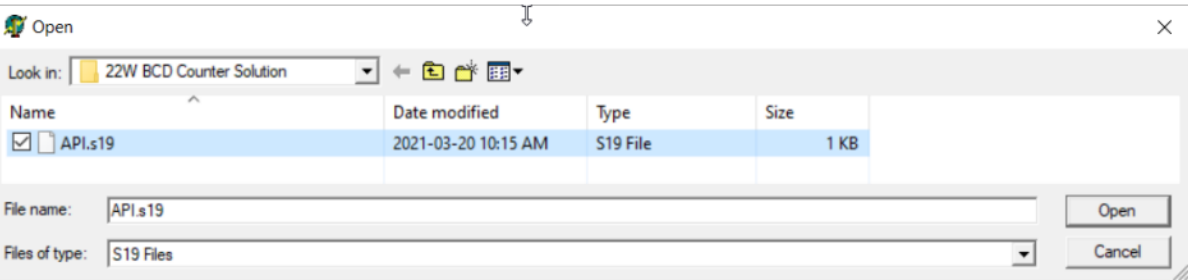 Open
Look in: 22W BCD Counter Solution
Name Date modified Type Size
API.s19 2021-03-20 10:15 AM S19 File 1 KB
File name: API.s19 Open
Files of type: S19 Files Cancel